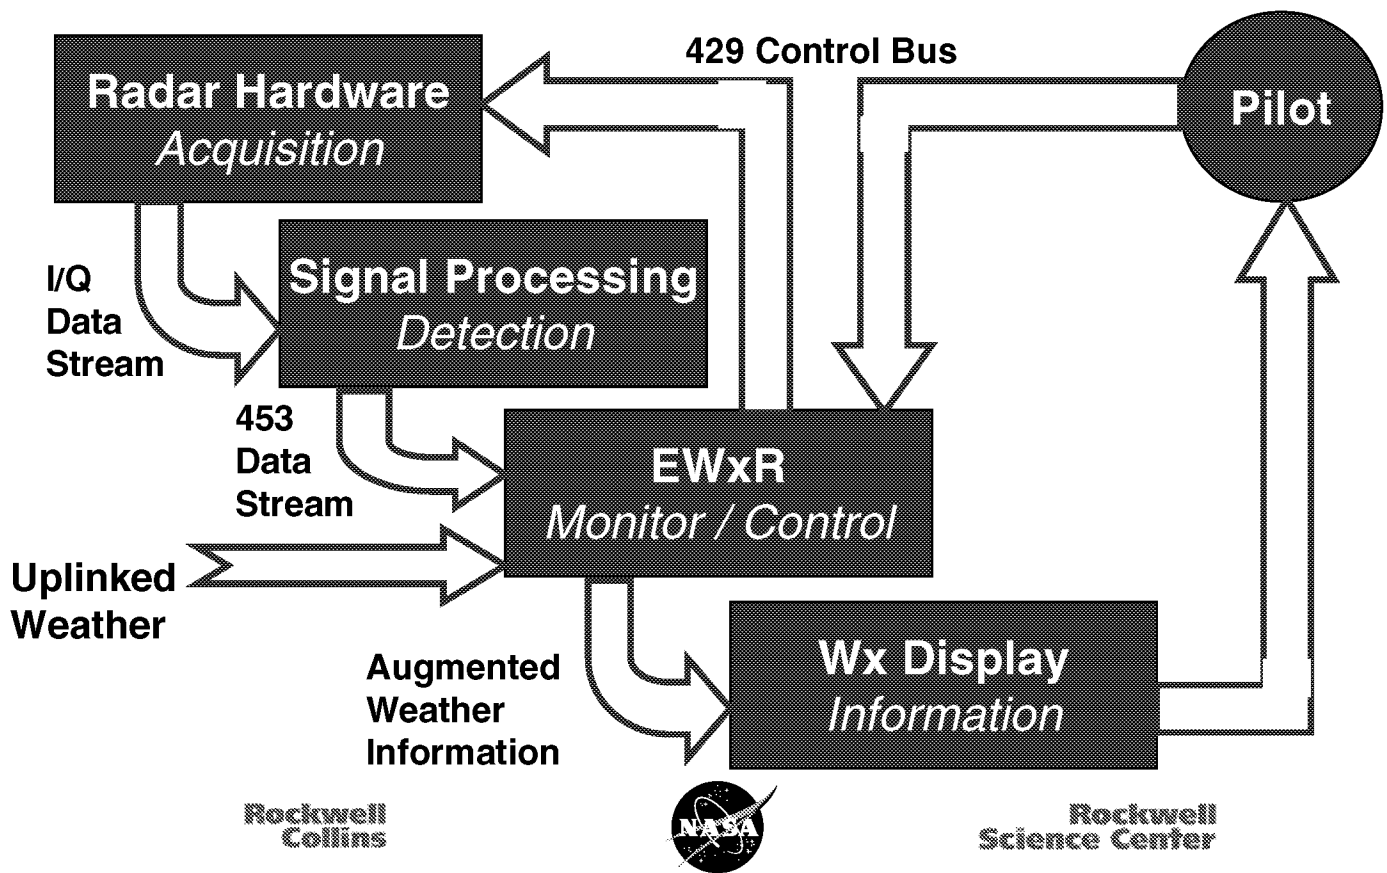 429 Control Bus
Radar Hardware
Acquisition
Pilot
I/Q
Data
Stream
Signal Processing
Detection
453
Data
Stream
EWxR
Monitor / Control
Uplinked
Weather
Augmented
Weather
Information
Wx Display
Information
Rockwell
Collins
NASA
Rockwell
Science Center